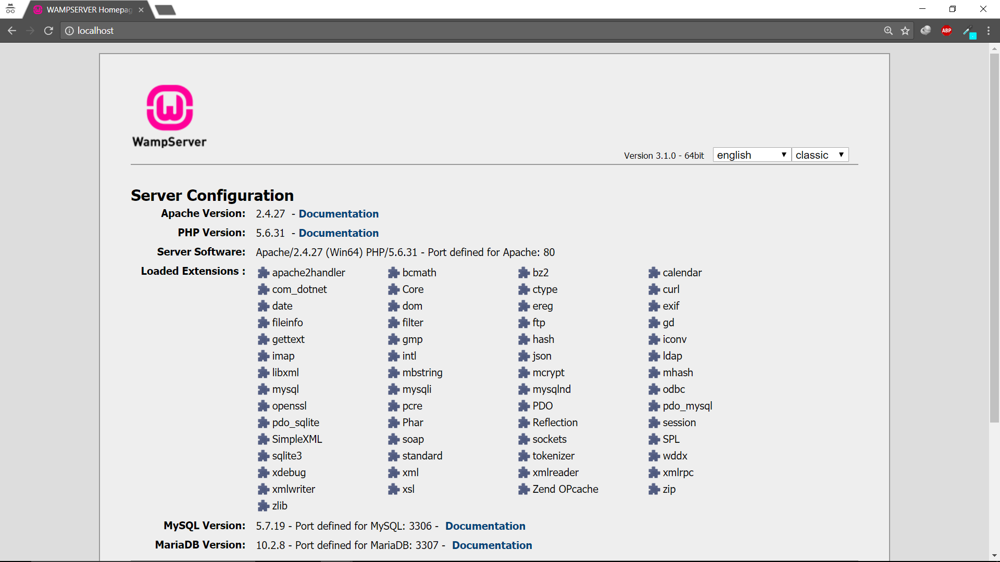 WAMPSERVER Homepag
localhost
ABP
WampServer
Version 3.1.0 - 64bit english classic
Server Configuration
Apache Version: 2.4.27 - Documentation
PHP Version: 5.6.31 - Documentation
Server Software: Apache/2.4.27 (Win64) PHP/5.6.31 - Port defined for Apache: 80
Loaded Extensions : apache2handler bcmath bz2 calendar
com_dotnet Core ctype curl
date dom ereg exif
fileinfo filter ftp gd
gettext gmp hash iconv
imap intl json ldap
libxml mbstring mcrypt mhash
mysql mysqli mysqlnd odbc
openssl pcre PDO pdo_mysql
pdo_sqlite Phar Reflection session
SimpleXML soap sockets SPL
sqlite3 standard tokenizer wddx
xdebug xml xmlreader xmlrpc
xmlwriter xsl Zend OPcache zip
zlib
MySQL Version: 5.7.19 - Port defined for MySQL: 3306 - Documentation
MariaDB Version: 10.2.8 - Port defined for MariaDB: 3307 - Documentation